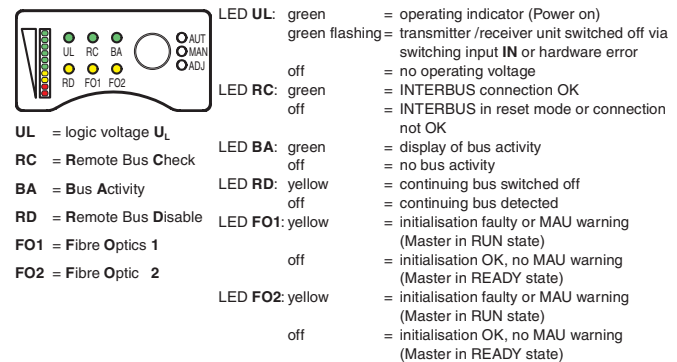 UL RC BA
RD FO1 FO2
AUT
MAN
ADJ
UL = logic voltage UL
RC = Remote Bus Check
BA = Bus Activity
RD = Remote Bus Disable
FO1 = Fibre Optics 1
FO2 = Fibre Optic 2
LED UL: green = operating indicator (Power on)
green flashing = transmitter /receiver unit switched off via
switching input IN or hardware error
off = no operating voltage
LED RC: green = INTERBUS connection OK
off = INTERBUS in reset mode or connection
not OK
LED BA: green = display of bus activity
off = no bus activity
LED RD: yellow = continuing bus switched off
off = continuing bus detected
LED FO1: yellow = initialisation faulty or MAU warning
(Master in RUN state)
off = initialisation OK, no MAU warning
(Master in READY state)
LED FO2: yellow = initialisation faulty or MAU warning
(Master in RUN state)
off = initialisation OK, no MAU warning
(Master in READY state)